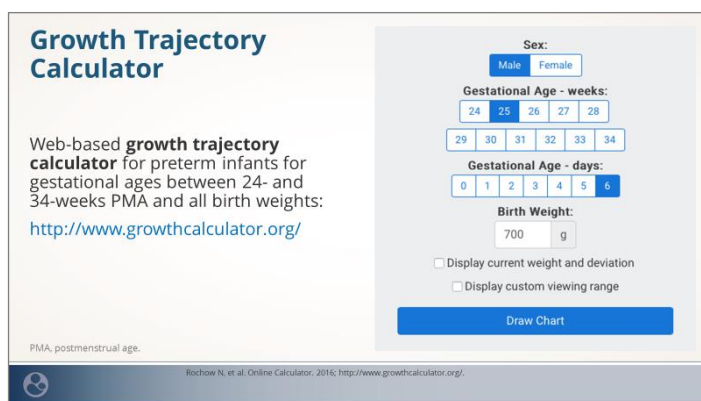 Growth Trajectory
Calculator
Web-based growth trajectory
calculator for preterm infants for
gestational ages between 24- and
34-weeks PMA and all birth weights:
http://www.growthcalculator.org/
PMA, postmenstrual age.
Sex:
Male Female
Gestational Age - weeks:
24 25 26 27 28
29 30 31 32 33 34
Gestational Age - days:
0 1 2 3 4 5 6
Birth Weight:
700 g
Display current weight and deviation
Display custom viewing range
Draw Chart
Rochow N, et al. Online Calculator. 2016; http://www.growthcalculator.org/.